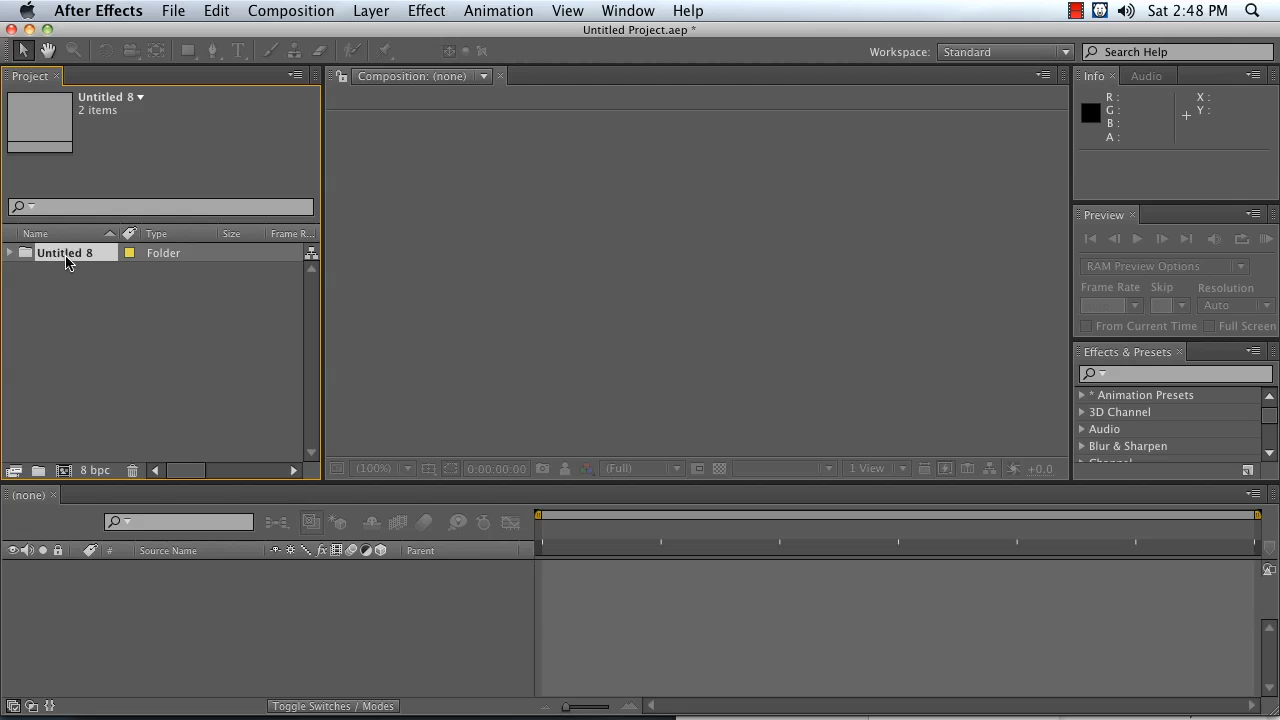 After Effects File Edit Composition Layer Effect Animation View Window Help Sat 2:48 PM
Untitled Project.aep *
Workspace: Standard Search Help
Project Composition: (none) Info Audio
Untitled 8
2 items
R : X :
G : Y :
B :
A :
Preview
Name Type Size Frame R...
Untitled 8 Folder
RAM Preview Options
Frame Rate Skip Resolution
Auto
From Current Time Full Screen
Effects & Presets
* Animation Presets
3D Channel
Audio
Blur & Sharpen
Channel
8 bpc (100%) 0:00:00:00 (Full) 1 View +0.0
(none)
# Source Name fx Parent
Toggle Switches / Modes